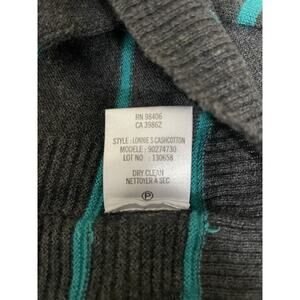 RN 98406
CA 39862
STYLE : LONNIE S CASHCOTTON
MODELE : 90274730
LOT NO : 130658
DRY CLEAN
NETTOYER A SEC
P